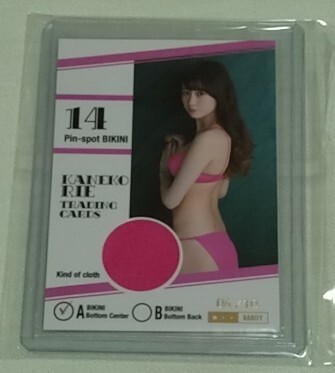 14
Pin-spot BIKINI
KANEKO
RIE
TRADING
CARDS
Kind of cloth
A BIKINI
Bottom Center
B BIKINI
Bottom Back